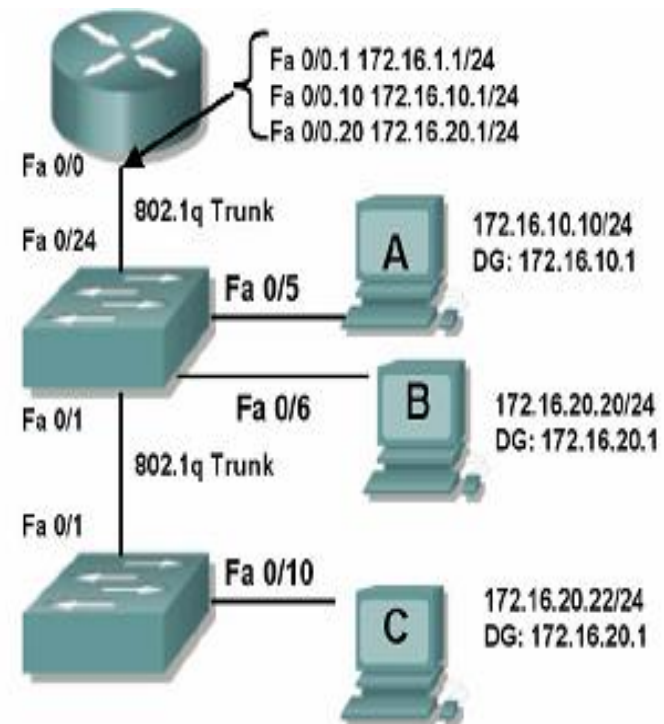 Fa 0/0.1 172.16.1.1/24
Fa 0/0.10 172.16.10.1/24
Fa 0/0.20 172.16.20.1/24
Fa 0/0
802.1q Trunk
Fa 0/24
Fa 0/5
A
172.16.10.10/24
DG: 172.16.10.1
Fa 0/1
Fa 0/6
B
172.16.20.20/24
DG: 172.16.20.1
802.1q Trunk
Fa 0/1
Fa 0/10
C
172.16.20.22/24
DG: 172.16.20.1